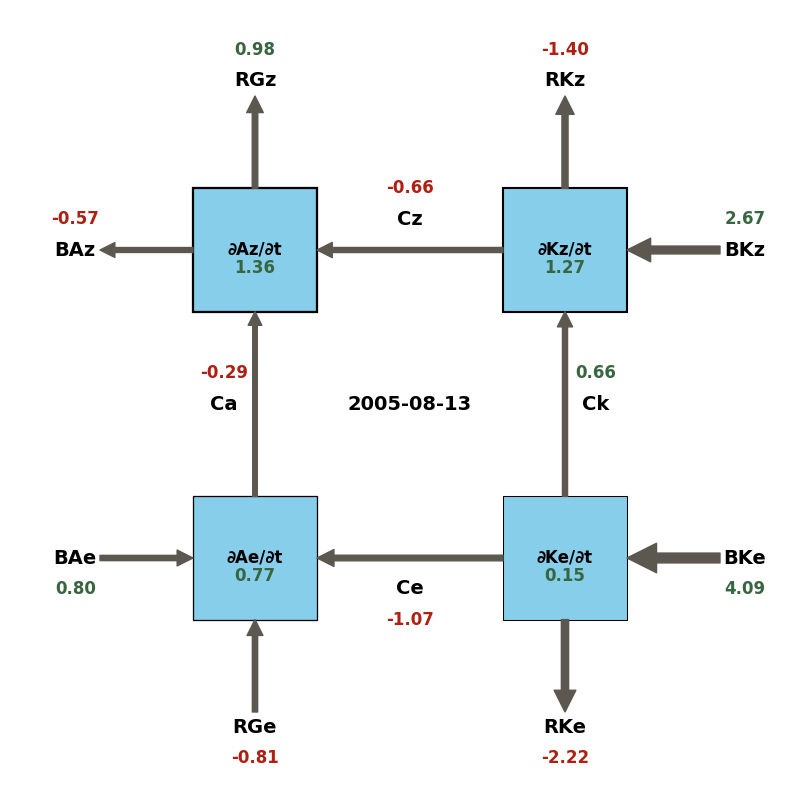 0.98
RGz
-1.40
RKz
-0.57
BAz
∂Az/∂t
1.36
-0.66
Cz
∂Kz/∂t
1.27
2.67
BKz
-0.29
Ca
2005-08-13
0.66
Ck
BAe
0.80
∂Ae/∂t
0.77
Ce
-1.07
∂Ke/∂t
0.15
BKe
4.09
RGe
-0.81
RKe
-2.22